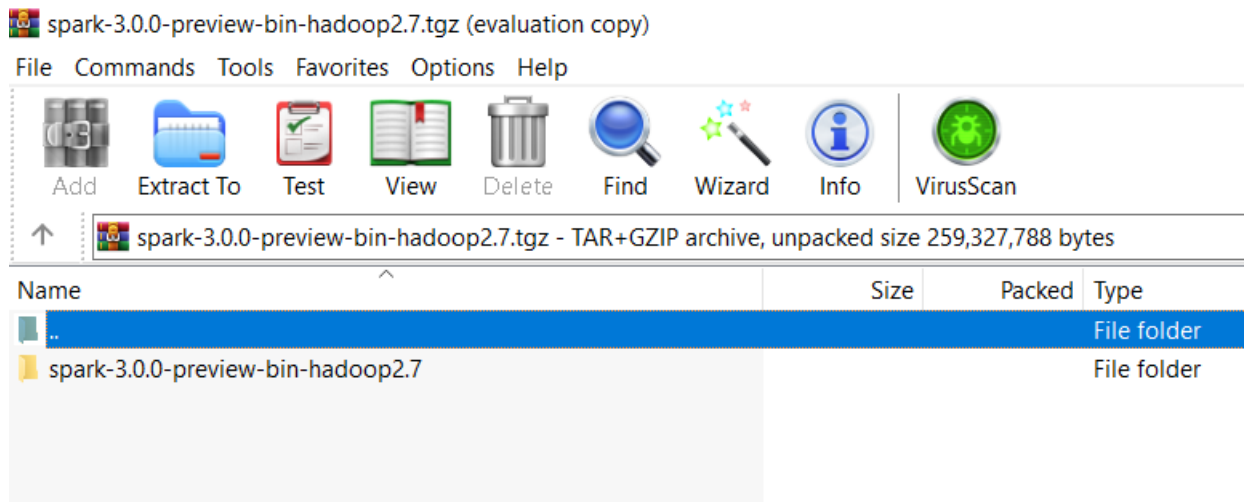 spark-3.0.0-preview-bin-hadoop2.7.tgz (evaluation copy)
File Commands Tools Favorites Options Help
Add Extract To Test View Delete Find Wizard Info VirusScan
spark-3.0.0-preview-bin-hadoop2.7.tgz - TAR+GZIP archive, unpacked size 259,327,788 bytes
Name Size Packed Type
.. File folder
spark-3.0.0-preview-bin-hadoop2.7 File folder